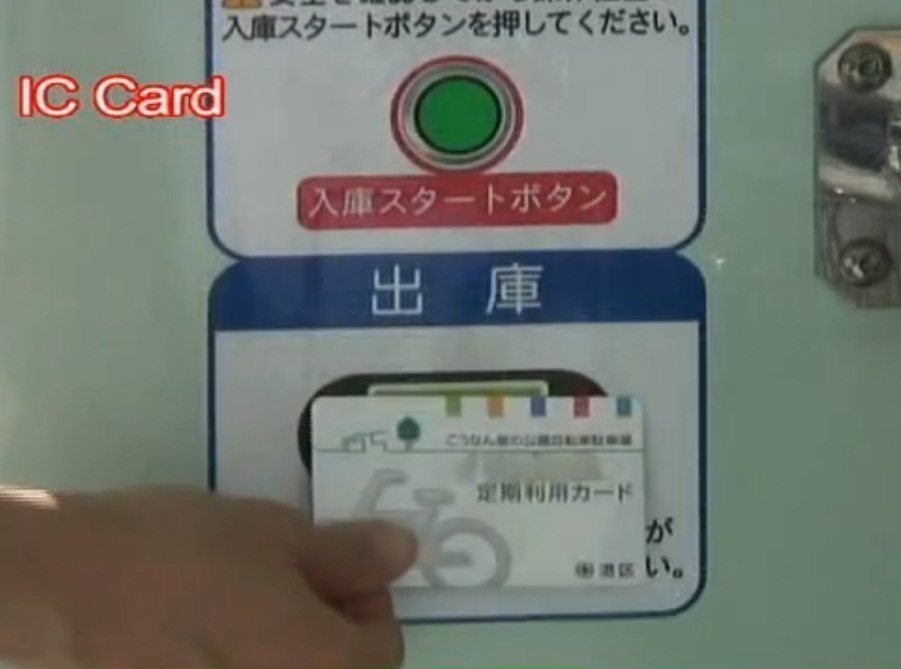 入庫スタートボタンを押してください。
IC Card
入庫スタートボタン
出庫
こうなん星の公園自転車駐車場
定期利用カード
が
港区
い。